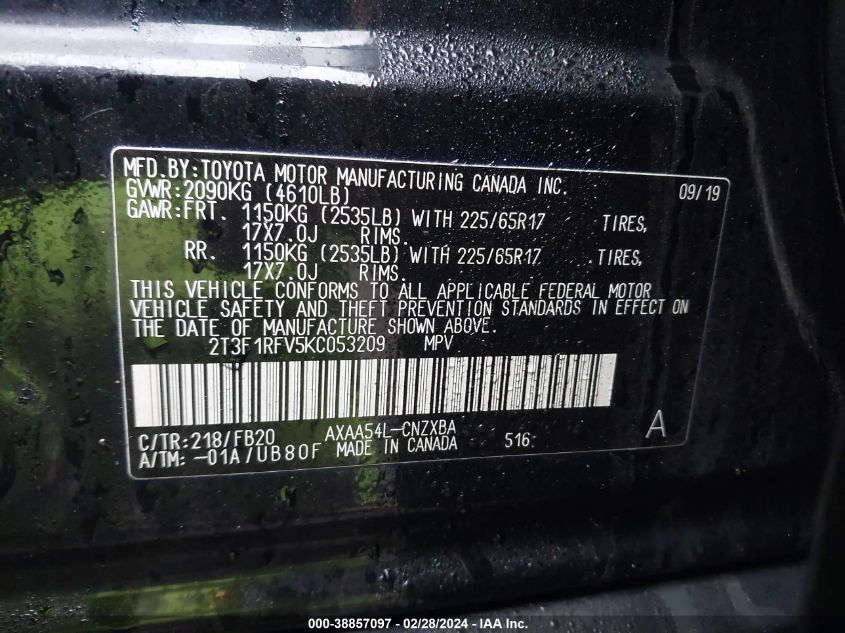 MFD.BY:TOYOTA MOTOR MANUFACTURING CANADA INC. 09/19
GVWR:2090KG (4610LB)
GAWR:FRT. 1150KG (2535LB) WITH 225/65R17 TIRES,
17X7.0J RIMS.
RR. 1150KG (2535LB) WITH 225/65R17 TIRES,
17X7.0J RIMS.
THIS VEHICLE CONFORMS TO ALL APPLICABLE FEDERAL MOTOR
VEHICLE SAFETY AND THEFT PREVENTION STANDARDS IN EFFECT ON
THE DATE OF MANUFACTURE SHOWN ABOVE.
2T3F1RFV5KC053209 MPV
C/TR:218/FB20 AXAA54L-CNZXBA 516 A
A/TM: -01A/UB80F MADE IN CANADA
000-38857097 - 02/28/2024 - IAA Inc.